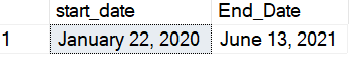 start_date End_Date
1 January 22, 2020 June 13, 2021